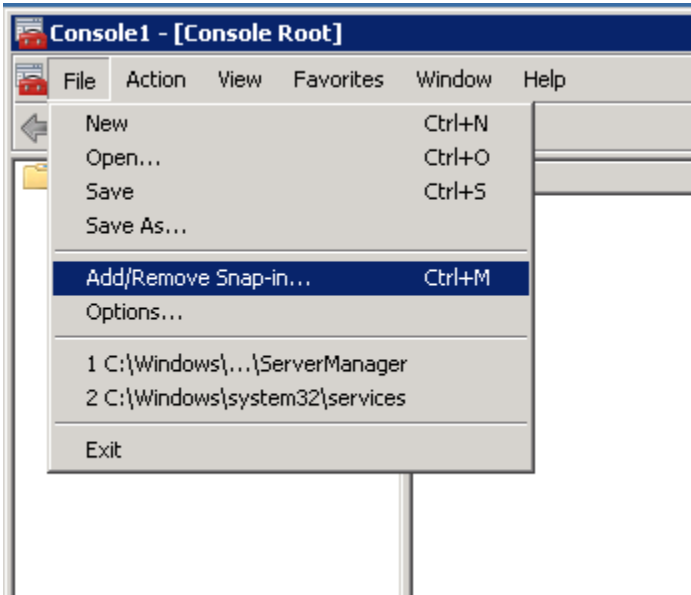 Console1 - [Console Root]
File Action View Favorites Window Help
New Ctrl+N
Open... Ctrl+O
Save Ctrl+S
Save As...
Add/Remove Snap-in... Ctrl+M
Options...
1 C:\Windows\...\ServerManager
2 C:\Windows\system32\services
Exit